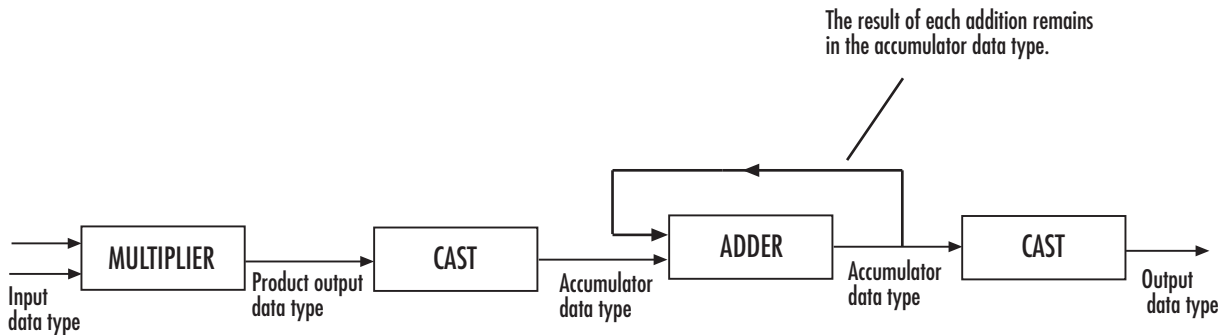 The result of each addition remains
in the accumulator data type.
MULTIPLIER
CAST
ADDER
CAST
Input
data type
Product output
data type
Accumulator
data type
Accumulator
data type
Output
data type